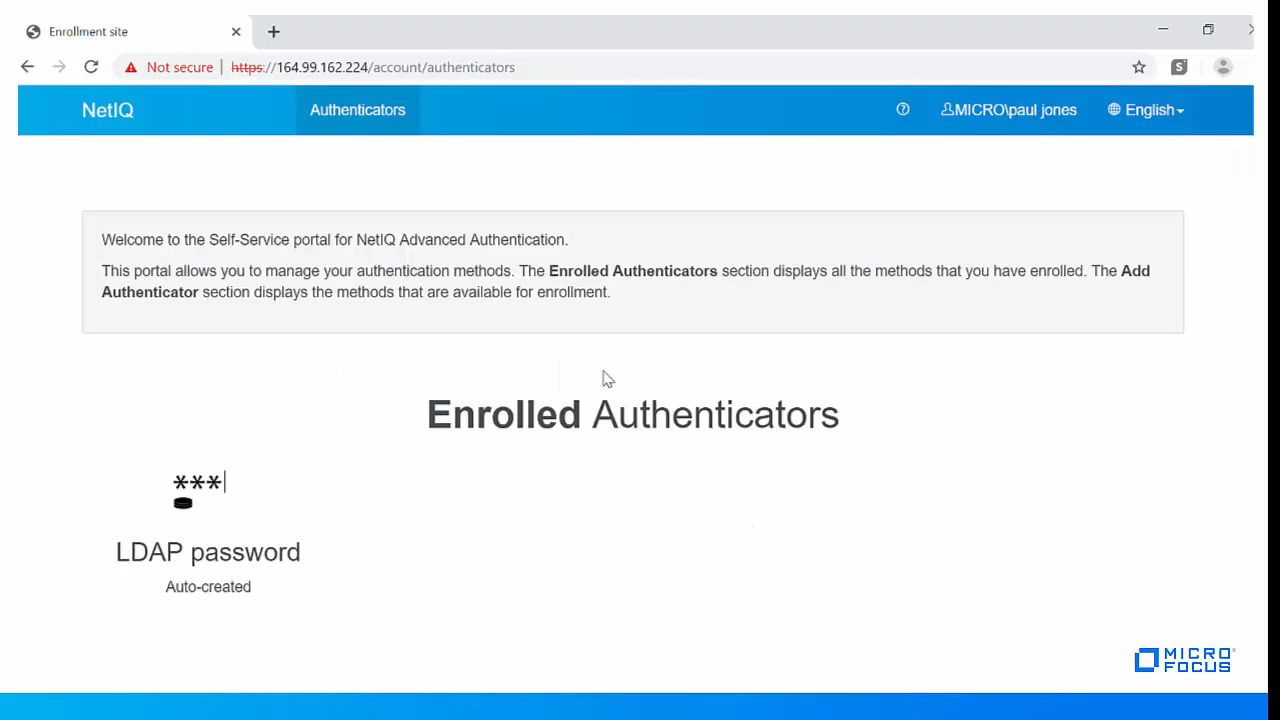 Enrollment site
Not secure | https://164.99.162.224/account/authenticators
NetIQ
Authenticators
MICRO\paul jones
English
Welcome to the Self-Service portal for NetIQ Advanced Authentication.
This portal allows you to manage your authentication methods. The Enrolled Authenticators section displays all the methods that you have enrolled. The Add
Authenticator section displays the methods that are available for enrollment.
Enrolled Authenticators
***|
LDAP password
Auto-created
MICRO
FOCUS